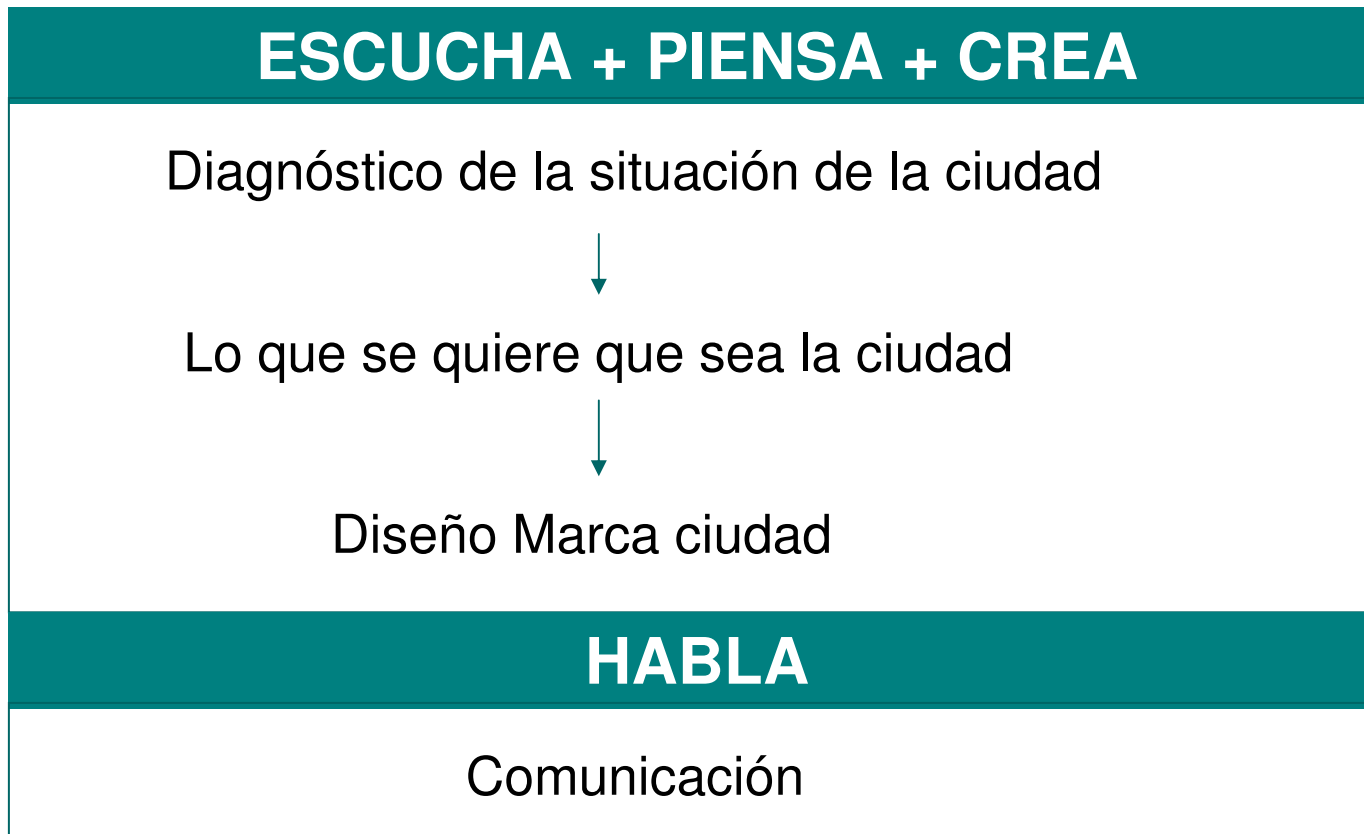 ESCUCHA + PIENSA + CREA
Diagnóstico de la situación de la ciudad
Lo que se quiere que sea la ciudad
Diseño Marca ciudad
HABLA
Comunicación